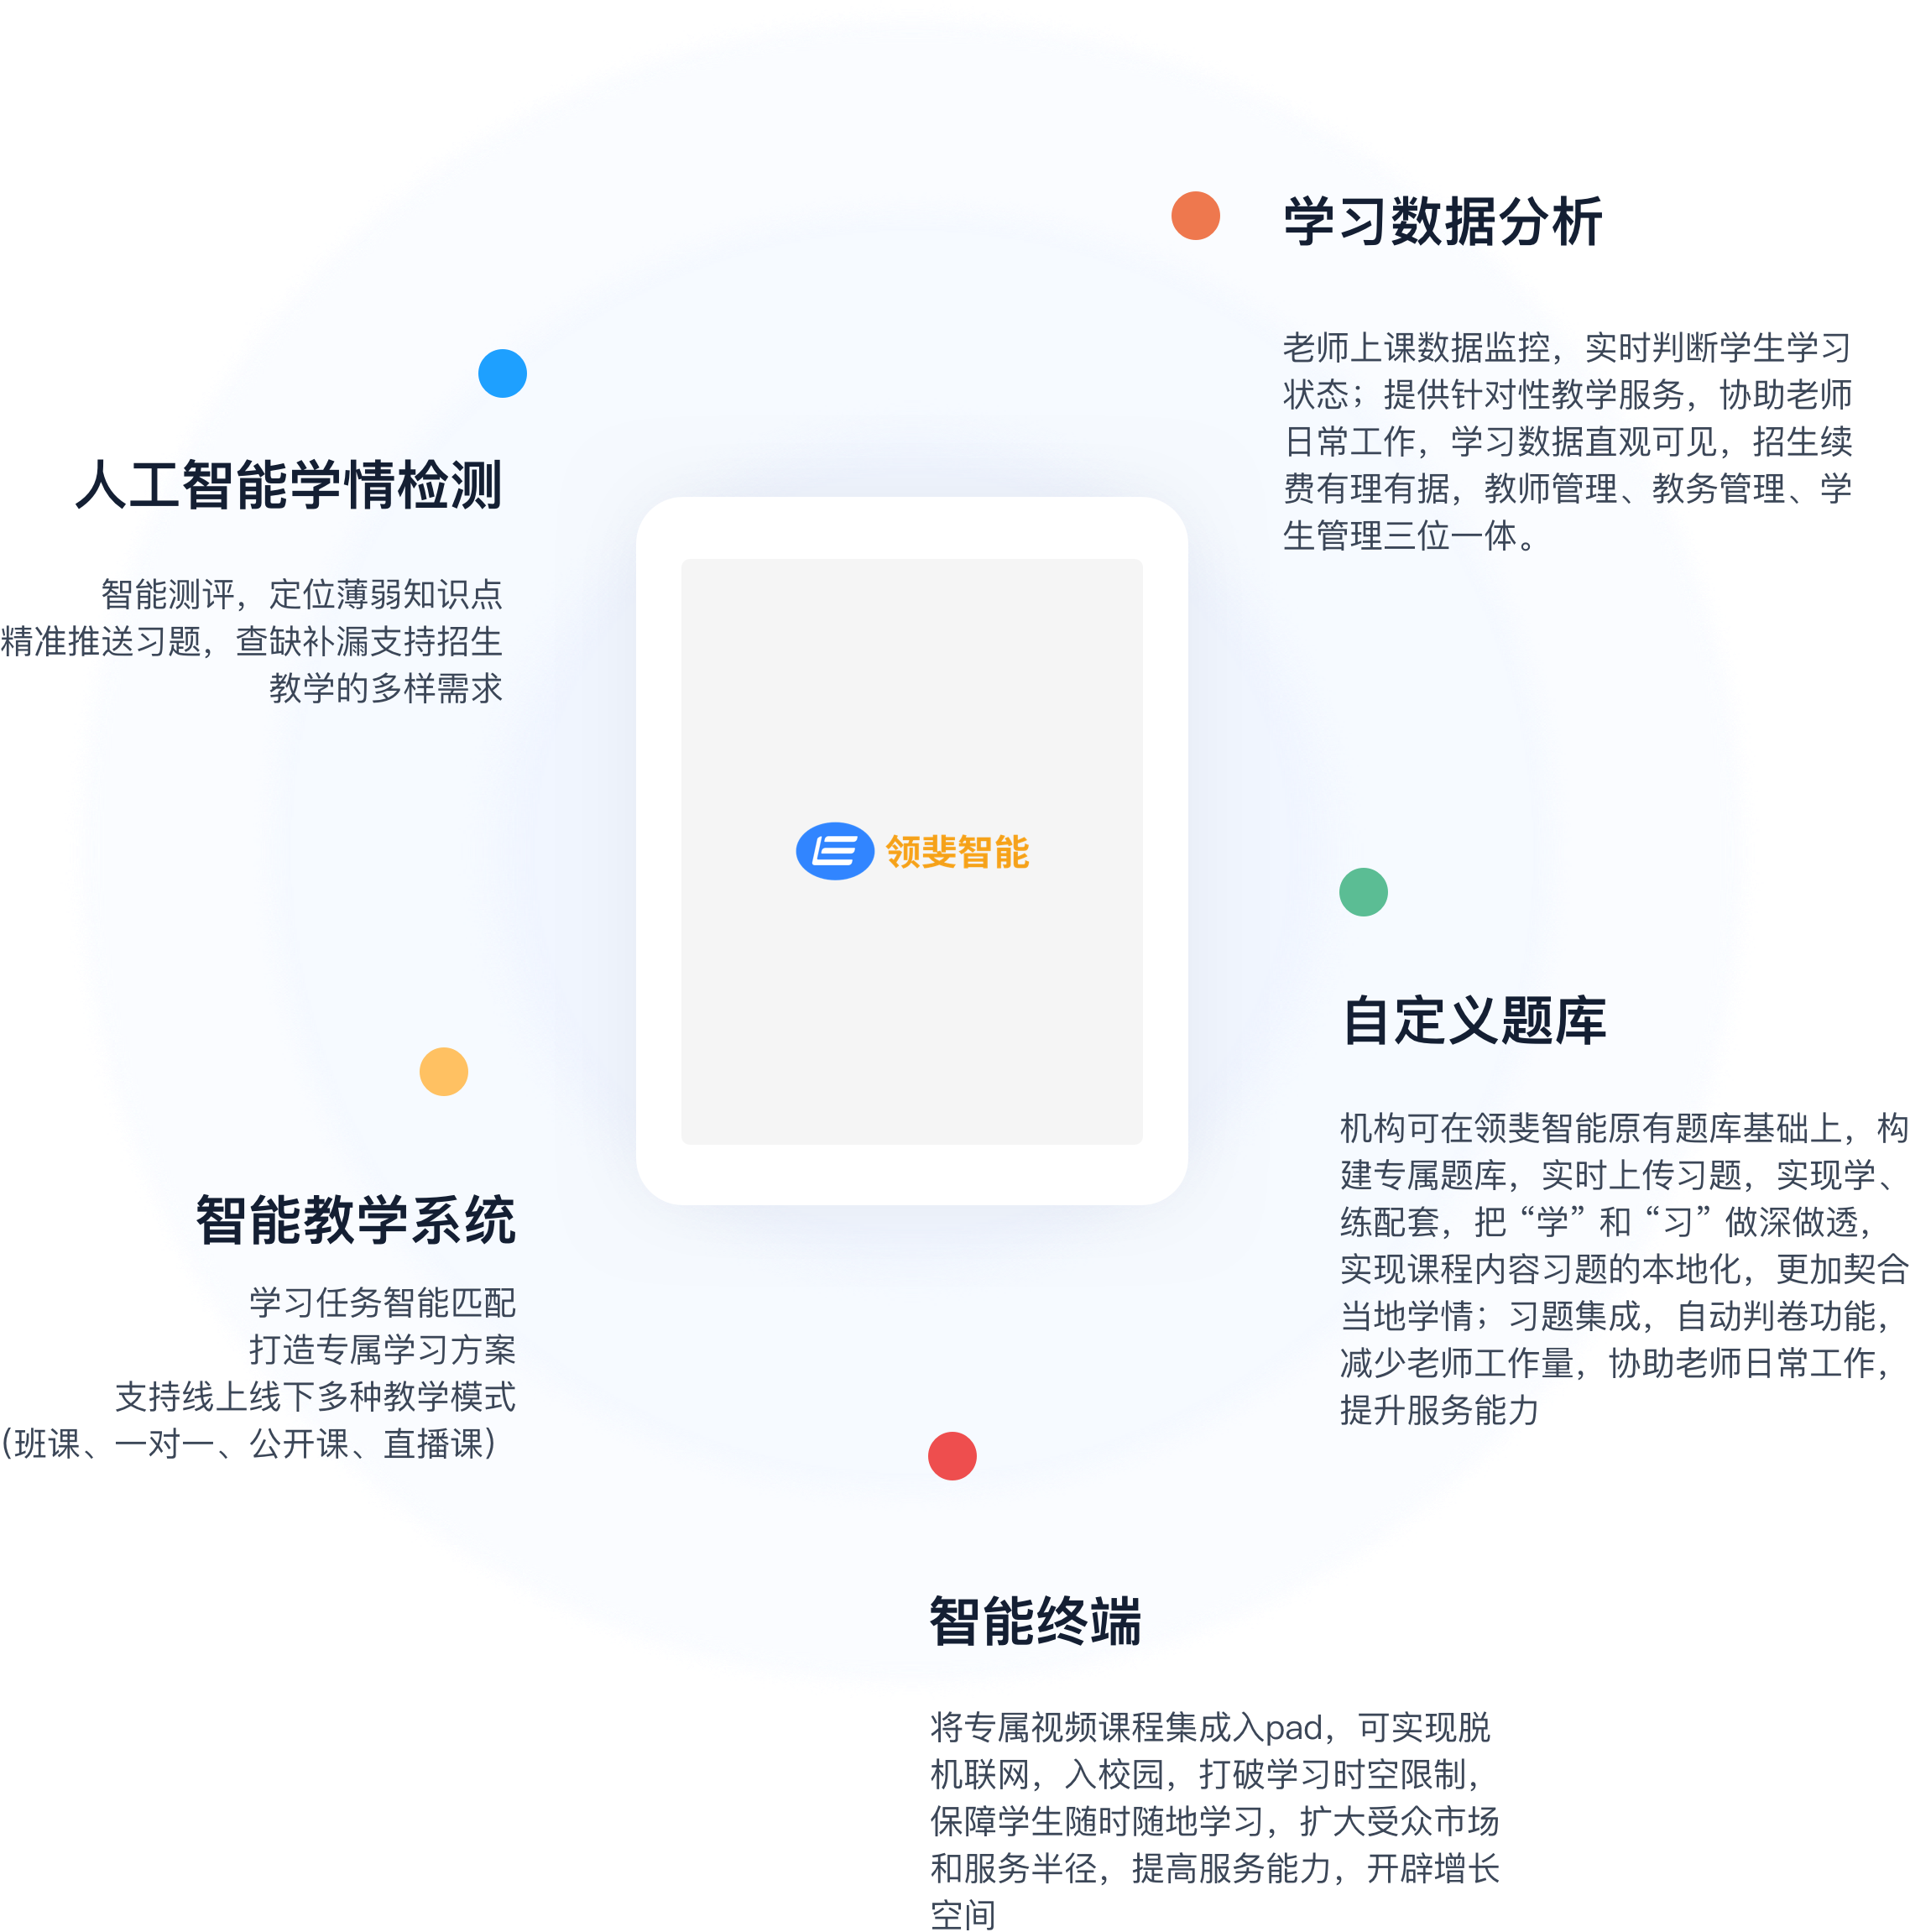 学习数据分析
老师上课数据监控，实时判断学生学习
状态；提供针对性教学服务，协助老师
日常工作，学习数据直观可见，招生续
费有理有据，教师管理、教务管理、学
生管理三位一体。
人工智能学情检测
智能测评，定位薄弱知识点
精准推送习题，查缺补漏支持招生
教学的多样需求
领斐智能
自定义题库
机构可在领斐智能原有题库基础上，构
建专属题库，实时上传习题，实现学、
练配套，把“学”和“习”做深做透，
实现课程内容习题的本地化，更加契合
当地学情；习题集成，自动判卷功能，
减少老师工作量，协助老师日常工作，
提升服务能力
智能教学系统
学习任务智能匹配
打造专属学习方案
支持线上线下多种教学模式
（班课、一对一、公开课、直播课）
智能终端
将专属视频课程集成入pad，可实现脱
机联网，入校园，打破学习时空限制，
保障学生随时随地学习，扩大受众市场
和服务半径，提高服务能力，开辟增长
空间